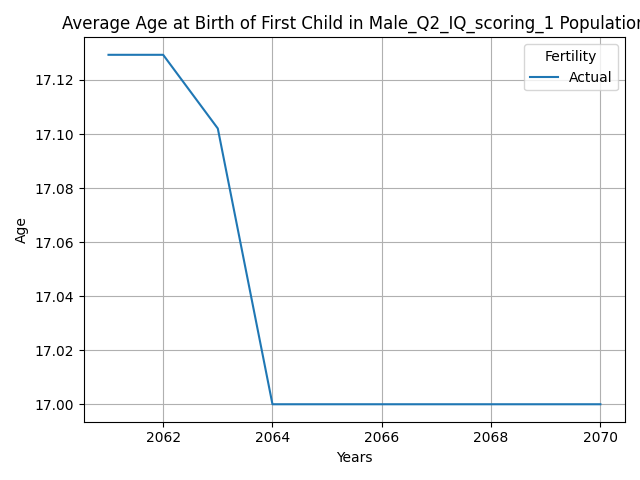 Average Age at Birth of First Child in Male_Q2_IQ_scoring_1 Population
Fertility
Actual
17.12
17.10
17.08
17.06
17.04
17.02
17.00
Age
2062 2064 2066 2068 2070
Years